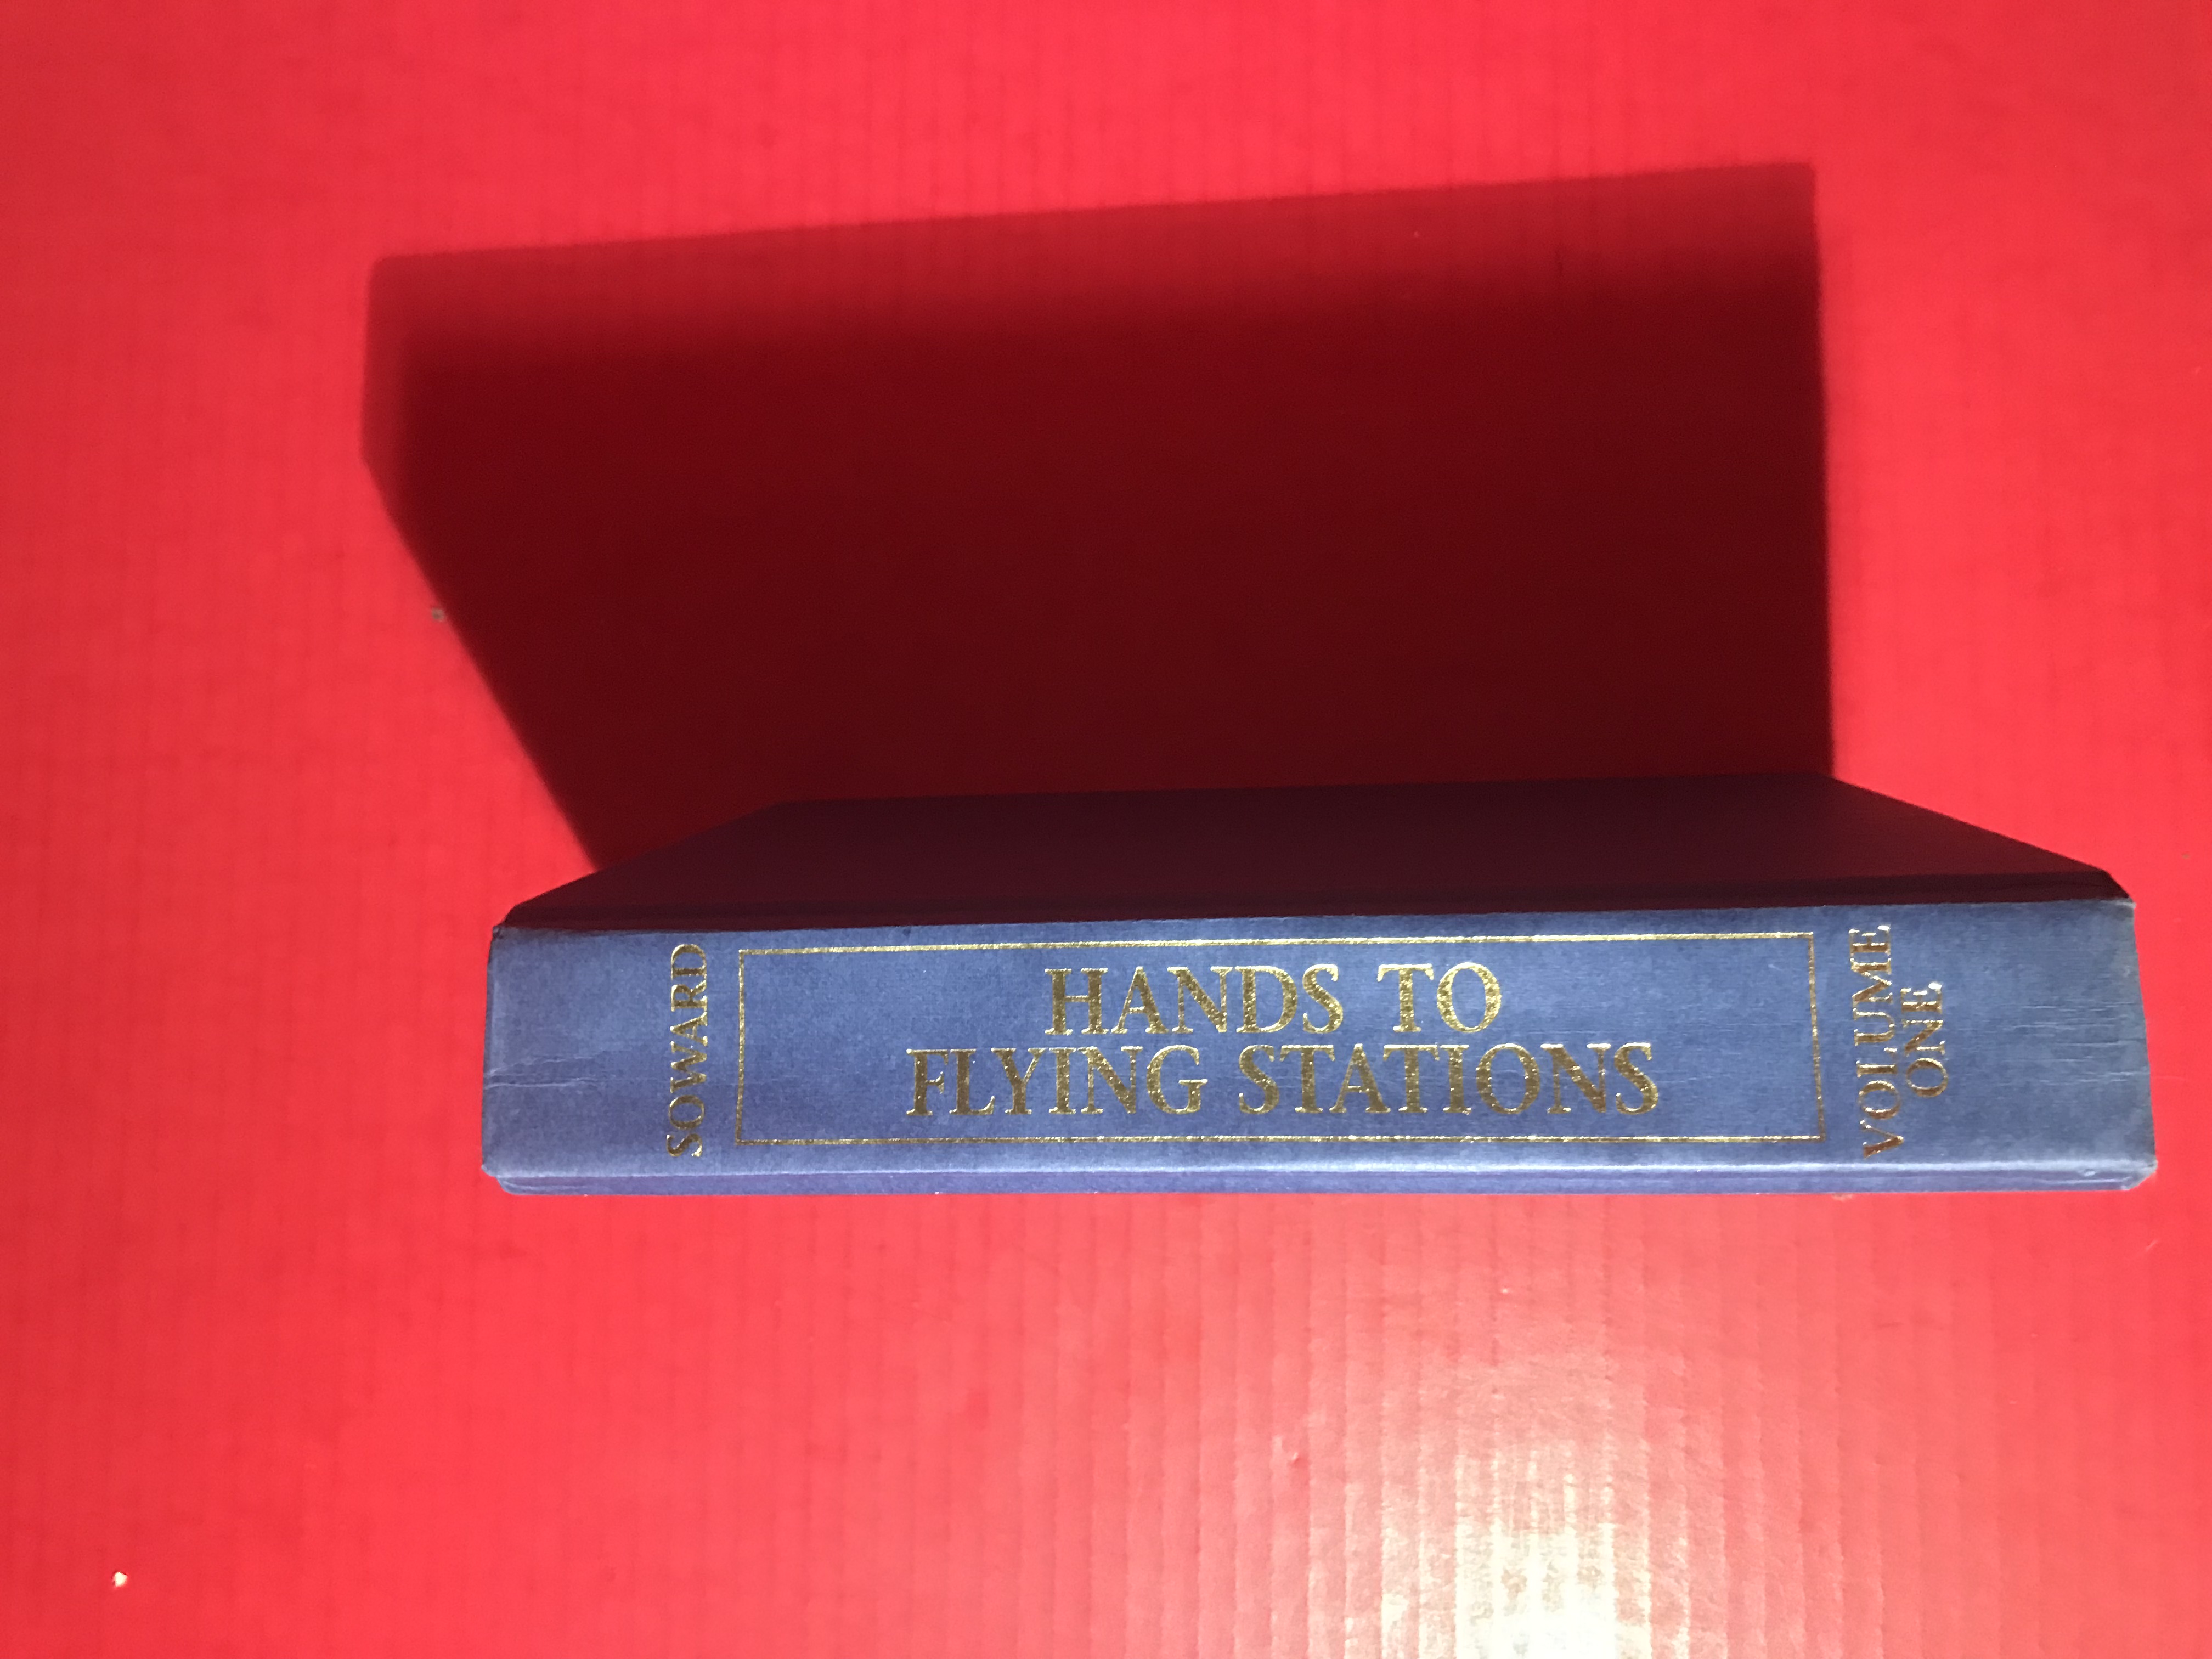 SOWARD
HANDS TO
FLYING STATIONS
VOLUME
ONE